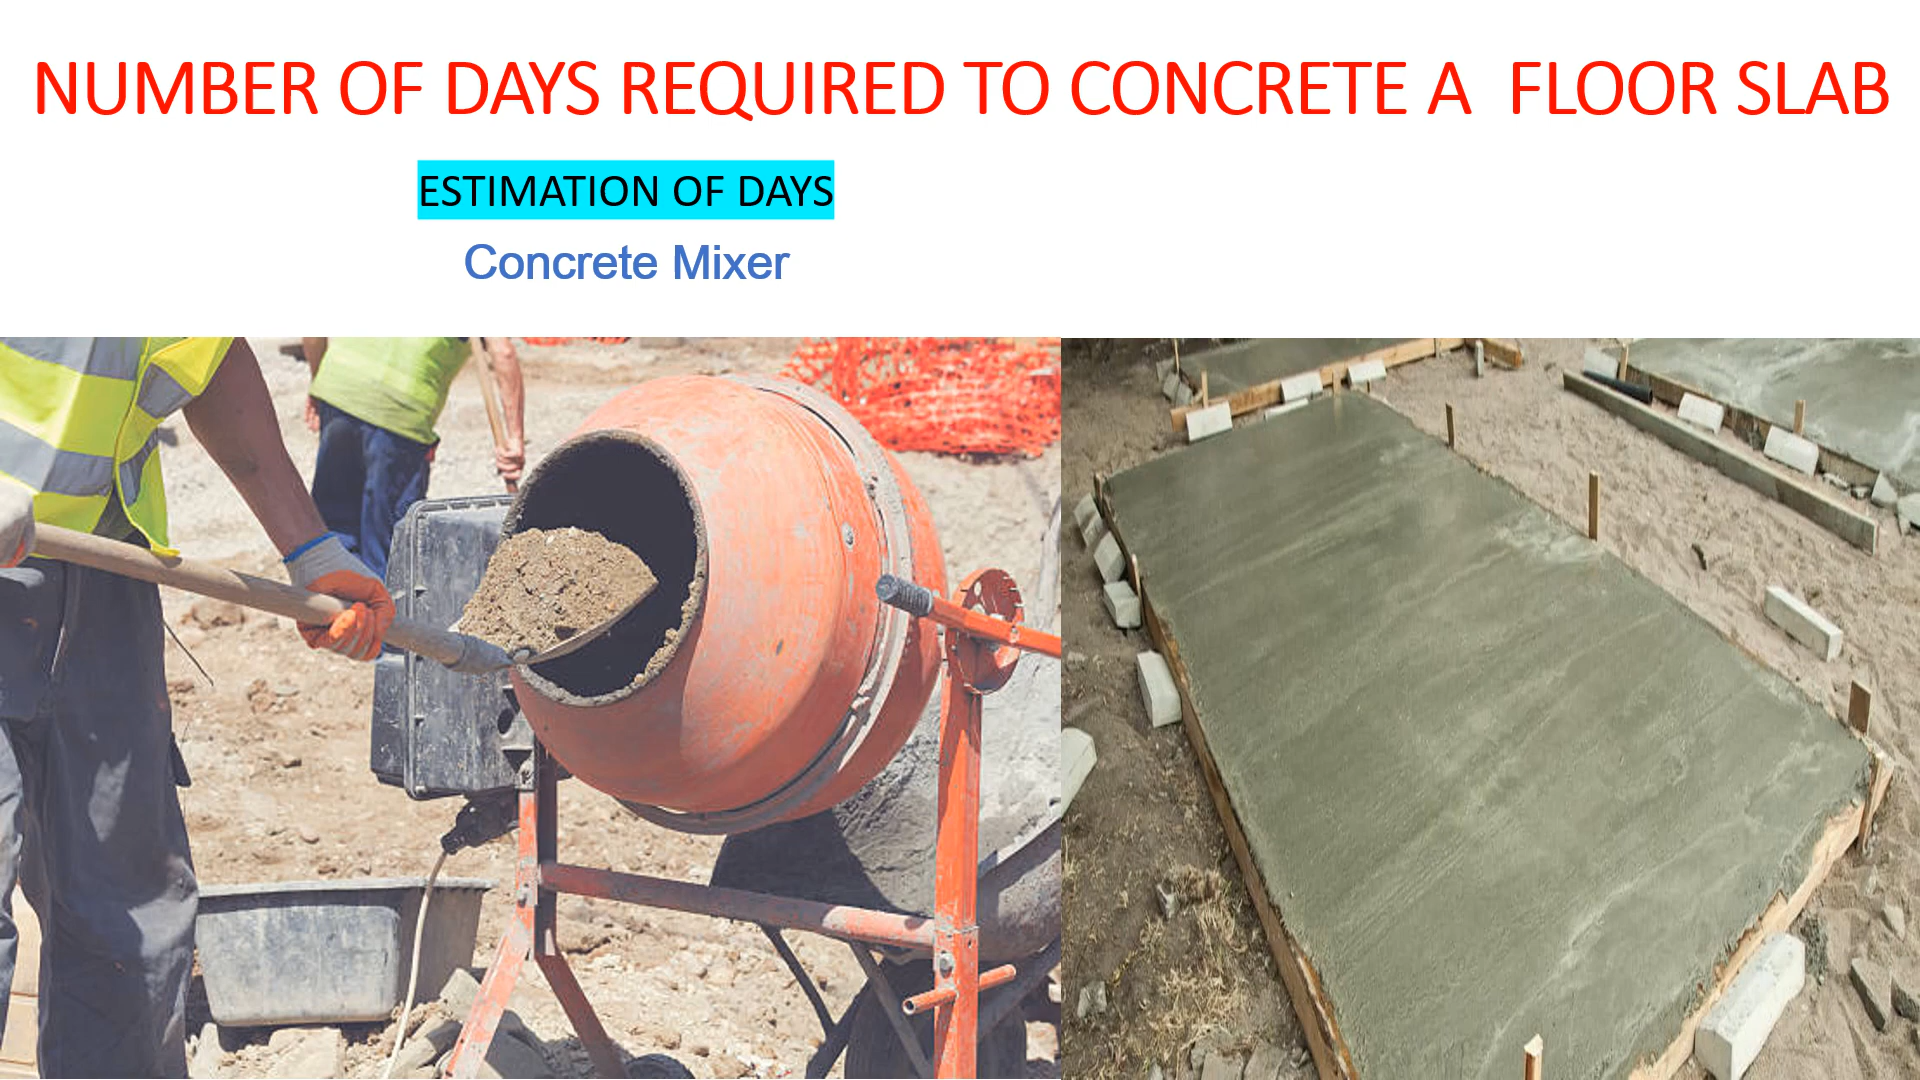 NUMBER OF DAYS REQUIRED TO CONCRETE A  FLOOR SLAB
ESTIMATION OF DAYS
Concrete Mixer